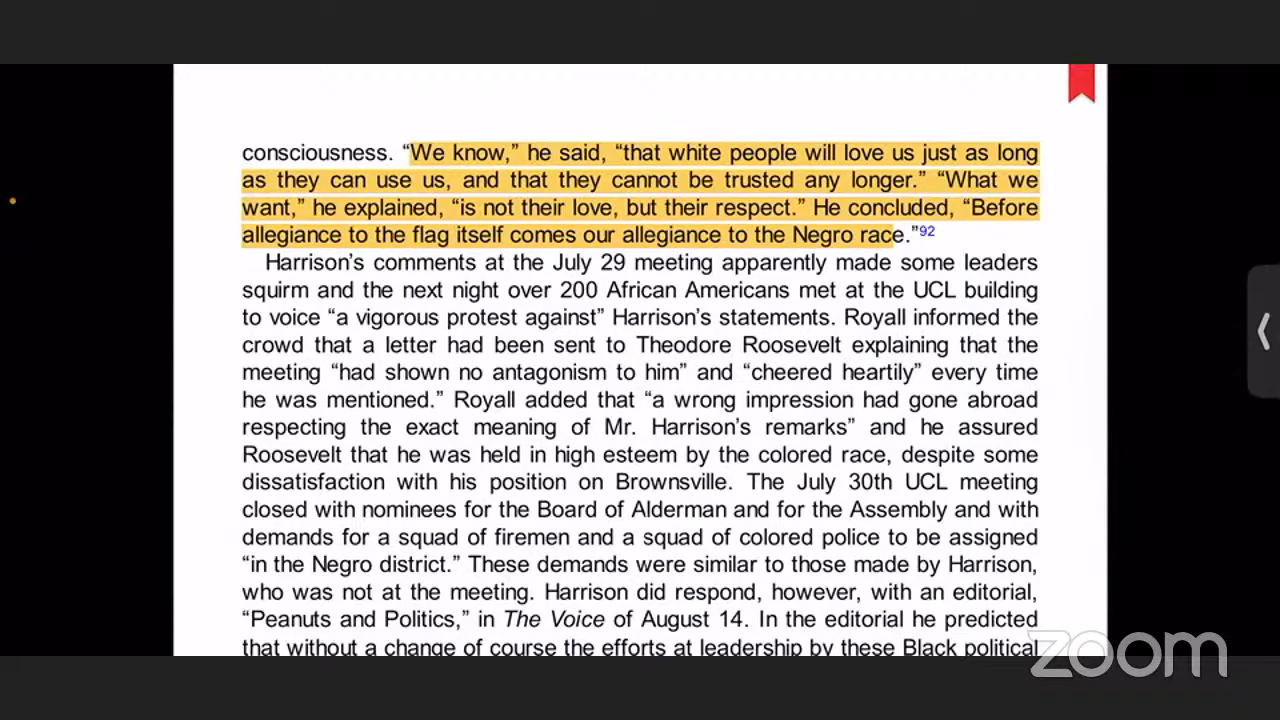 consciousness. “We know,” he said, “that white people will love us just as long
as they can use us, and that they cannot be trusted any longer.” “What we
want,” he explained, “is not their love, but their respect.” He concluded, “Before
allegiance to the flag itself comes our allegiance to the Negro race.”92
Harrison’s comments at the July 29 meeting apparently made some leaders
squirm and the next night over 200 African Americans met at the UCL building
to voice “a vigorous protest against” Harrison’s statements. Royall informed the
crowd that a letter had been sent to Theodore Roosevelt explaining that the
meeting “had shown no antagonism to him” and “cheered heartily” every time
he was mentioned.” Royall added that “a wrong impression had gone abroad
respecting the exact meaning of Mr. Harrison’s remarks” and he assured
Roosevelt that he was held in high esteem by the colored race, despite some
dissatisfaction with his position on Brownsville. The July 30th UCL meeting
closed with nominees for the Board of Alderman and for the Assembly and with
demands for a squad of firemen and a squad of colored police to be assigned
“in the Negro district.” These demands were similar to those made by Harrison,
who was not at the meeting. Harrison did respond, however, with an editorial,
“Peanuts and Politics,” in The Voice of August 14. In the editorial he predicted
that without a change of course the efforts at leadership by these Black political
zoom